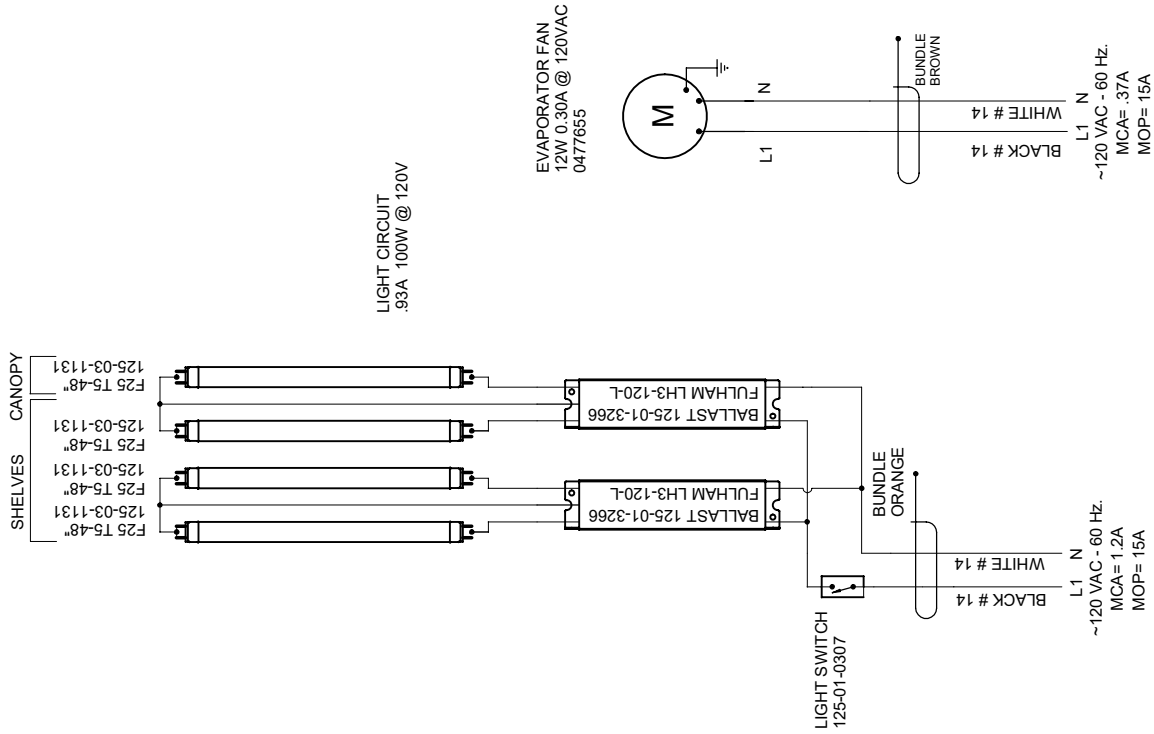 SHELVES
CANOPY
F25 T5-48"
125-03-1131
F25 T5-48"
125-03-1131
F25 T5-48"
125-03-1131
F25 T5-48"
125-03-1131
LIGHT CIRCUIT
.93A 100W @ 120V
BALLAST 125-01-3266
FULHAM LH3-120-L
BALLAST 125-01-3266
FULHAM LH3-120-L
LIGHT SWITCH
125-01-0307
BUNDLE
ORANGE
BLACK # 14
WHITE # 14
L1 N
~120 VAC - 60 Hz.
MCA= 1.2A
MOP= 15A
EVAPORATOR FAN
12W 0.30A @ 120VAC
0477655
M
L1
N
BUNDLE
BROWN
BLACK # 14
WHITE # 14
L1 N
~120 VAC - 60 Hz.
MCA= .37A
MOP= 15A